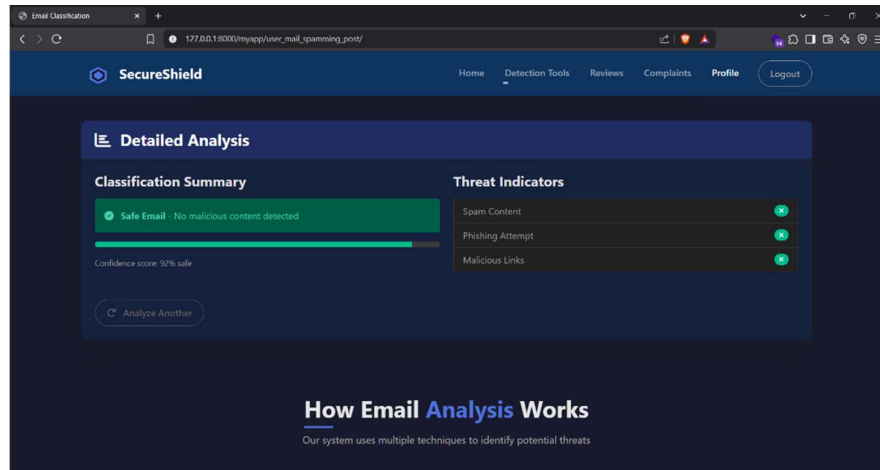 Email Classification
127.0.0.1:8000/myapp/user_mail_spamming_post/
14
SecureShield
Home Detection Tools Reviews Complaints Profile Logout
Detailed Analysis
Classification Summary
Safe Email - No malicious content detected
Confidence score: 92% safe
Analyze Another
Threat Indicators
Spam Content
Phishing Attempt
Malicious Links
How Email Analysis Works
Our system uses multiple techniques to identify potential threats